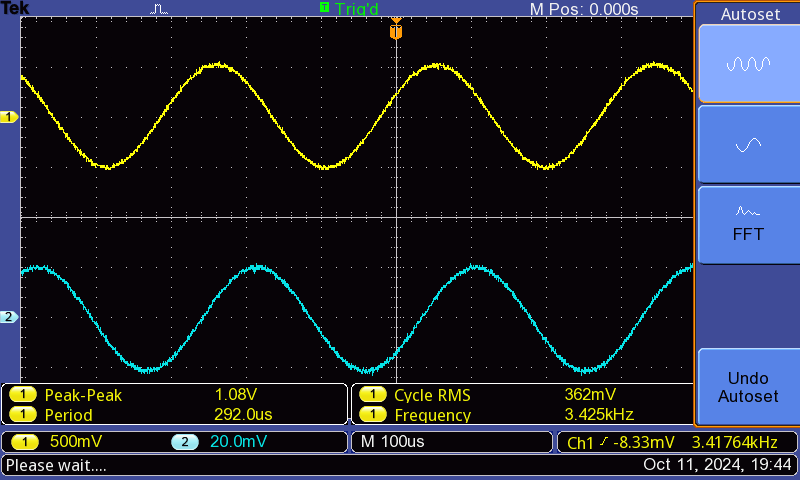 Tek T Trig'd M Pos: 0.000s Autoset
T
1
FFT
2
Undo
Autoset
1 Peak-Peak 1.08V 1 Cycle RMS 362mV
1 Period 292.0us 1 Frequency 3.425kHz
1 500mV 2 20.0mV M 100us Ch1 -8.33mV 3.41764kHz
Please wait.... Oct 11, 2024, 19:44